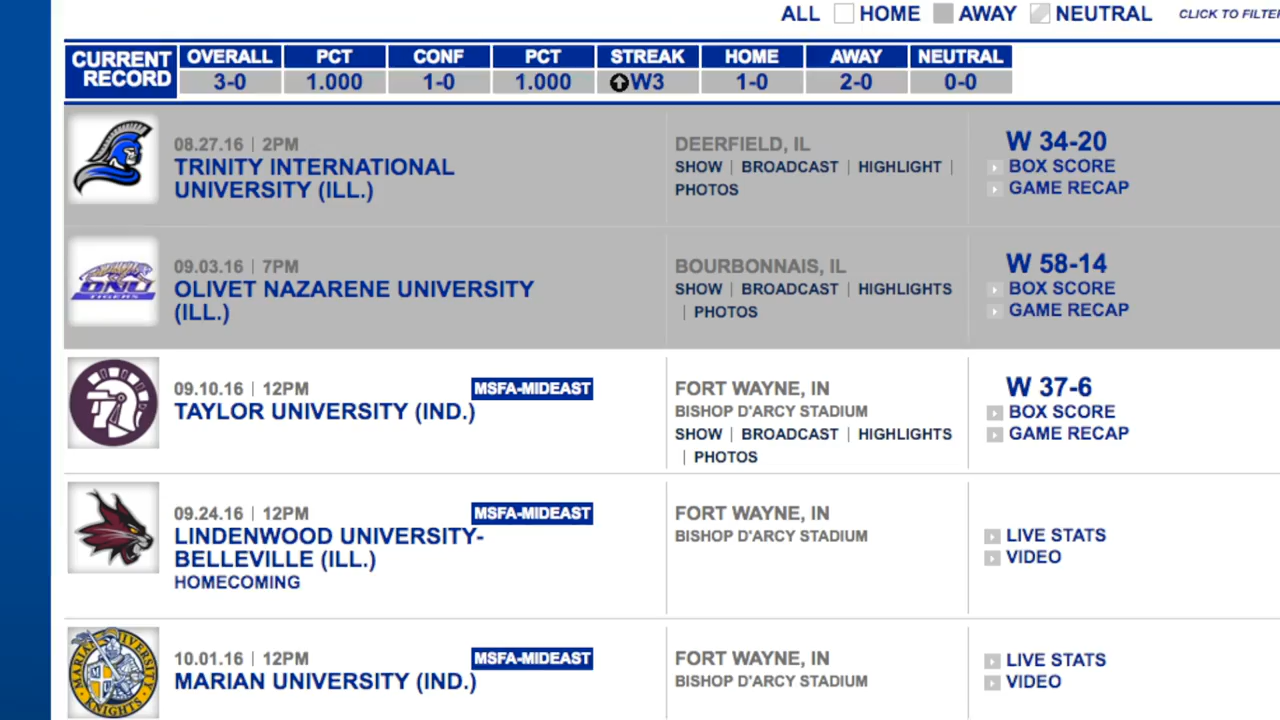 ALL HOME AWAY NEUTRAL CLICK TO FILTER
CURRENT RECORD
OVERALL PCT CONF PCT STREAK HOME AWAY NEUTRAL
3-0 1.000 1-0 1.000 W3 1-0 2-0 0-0
08.27.16 | 2PM
TRINITY INTERNATIONAL
UNIVERSITY (ILL.)
DEERFIELD, IL
SHOW | BROADCAST | HIGHLIGHT |
PHOTOS
W 34-20
BOX SCORE
GAME RECAP
ONU
TIGERS
09.03.16 | 7PM
OLIVET NAZARENE UNIVERSITY
(ILL.)
BOURBONNAIS, IL
SHOW | BROADCAST | HIGHLIGHTS
| PHOTOS
W 58-14
BOX SCORE
GAME RECAP
09.10.16 | 12PM MSFA-MIDEAST
TAYLOR UNIVERSITY (IND.)
FORT WAYNE, IN
BISHOP D'ARCY STADIUM
SHOW | BROADCAST | HIGHLIGHTS
| PHOTOS
W 37-6
BOX SCORE
GAME RECAP
09.24.16 | 12PM MSFA-MIDEAST
LINDENWOOD UNIVERSITY-
BELLEVILLE (ILL.)
HOMECOMING
FORT WAYNE, IN
BISHOP D'ARCY STADIUM
LIVE STATS
VIDEO
MARIAN UNIVERSITY
KNIGHTS
10.01.16 | 12PM MSFA-MIDEAST
MARIAN UNIVERSITY (IND.)
FORT WAYNE, IN
BISHOP D'ARCY STADIUM
LIVE STATS
VIDEO